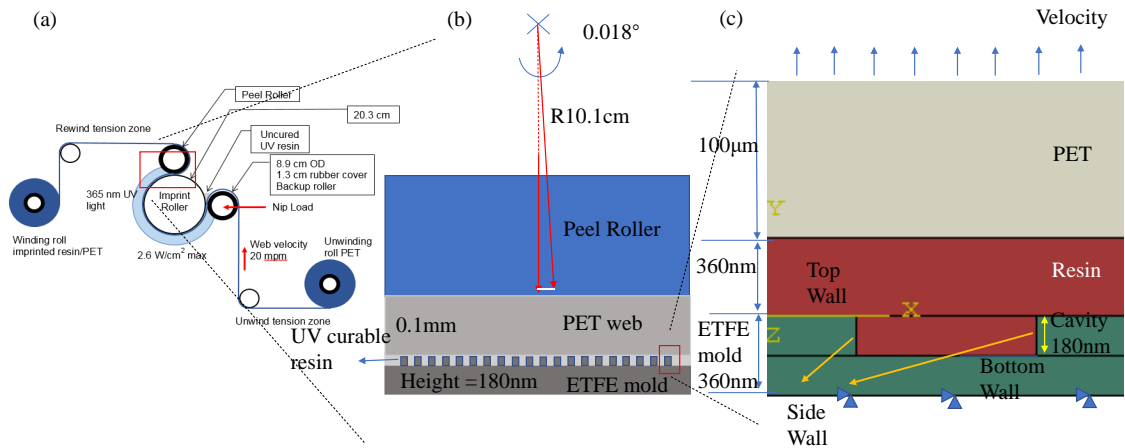 (a)
Peel Roller
20.3 cm
Rewind tension zone
Uncured
UV resin
8.9 cm OD
1.3 cm rubber cover
Backup roller
365 nm UV
light
Imprint
Roller
Nip Load
Winding roll
imprinted resin/PET
2.6 W/cm² max
Web velocity
20 mpm
Unwinding
roll PET
Unwind tension zone
(b)
0.018°
R10.1cm
Peel Roller
PET web
0.1mm
UV curable
resin
Height =180nm
ETFE mold
(c)
Velocity
100μm
PET
Y
360nm
Resin
Top
Wall
X
ETFE
mold
360nm
Z
Cavity
180nm
Bottom
Wall
Side
Wall